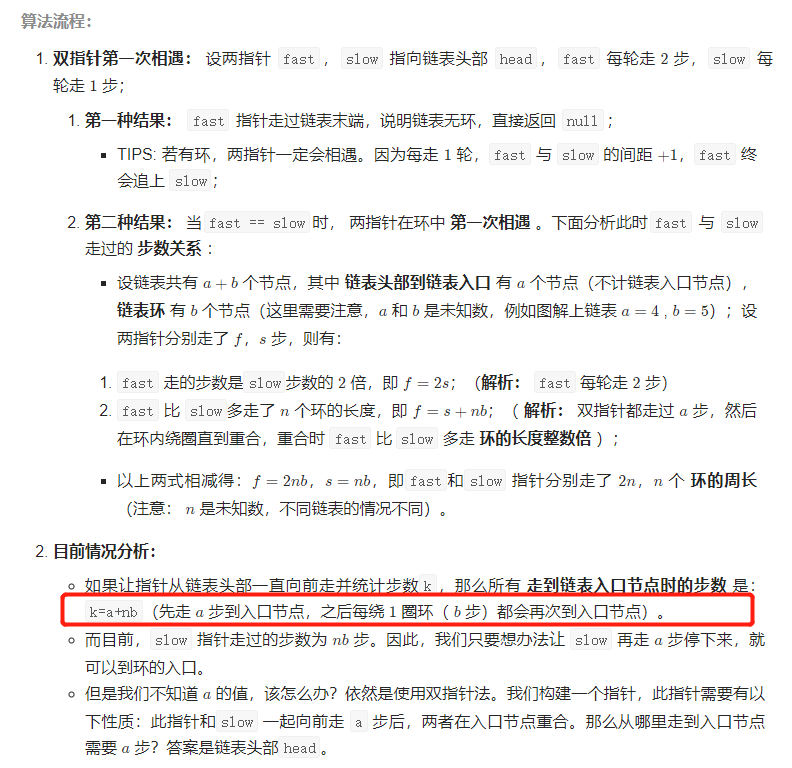 算法流程：
1. 双指针第一次相遇： 设两指针 fast ，slow 指向链表头部 head ， fast 每轮走 2 步，slow 每
轮走 1 步；
1. 第一种结果： fast 指针走过链表末端，说明链表无环，直接返回 null；
▪ TIPS: 若有环，两指针一定会相遇。因为每走 1 轮，fast 与 slow 的间距 +1，fast 终
会追上 slow；
2. 第二种结果： 当 fast == slow 时， 两指针在环中 第一次相遇 。下面分析此时 fast 与 slow
走过的 步数关系 ：
▪ 设链表共有 a + b 个节点，其中 链表头部到链表入口 有 a 个节点（不计链表入口节点），
链表环 有 b 个节点（这里需要注意，a 和 b 是未知数，例如图解上链表 a = 4 , b = 5）；设
两指针分别走了 f，s 步，则有：
1. fast 走的步数是 slow 步数的 2 倍，即 f = 2s；（解析： fast 每轮走 2 步）
2. fast 比 slow 多走了 n 个环的长度，即 f = s + nb；（ 解析： 双指针都走过 a 步，然后
在环内绕圈直到重合，重合时 fast 比 slow 多走 环的长度整数倍 ）；
▪ 以上两式相减得：f = 2nb，s = nb，即 fast 和 slow 指针分别走了 2n，n 个 环的周长
（注意： n 是未知数，不同链表的情况不同）。
2. 目前情况分析：
◦ 如果让指针从链表头部一直向前走并统计步数 k ，那么所有 走到链表入口节点时的步数 是：
k=a+nb （先走 a 步到入口节点，之后每绕 1 圈环（ b 步）都会再次到入口节点）。
◦ 而目前，slow 指针走过的步数为 nb 步。因此，我们只要想办法让 slow 再走 a 步停下来，就
可以到环的入口。
◦ 但是我们不知道 a 的值，该怎么办？依然是使用双指针法。我们构建一个指针，此指针需要有以
下性质：此指针和 slow 一起向前走 a 步后，两者在入口节点重合。那么从哪里走到入口节点
需要 a 步？答案是链表头部 head 。